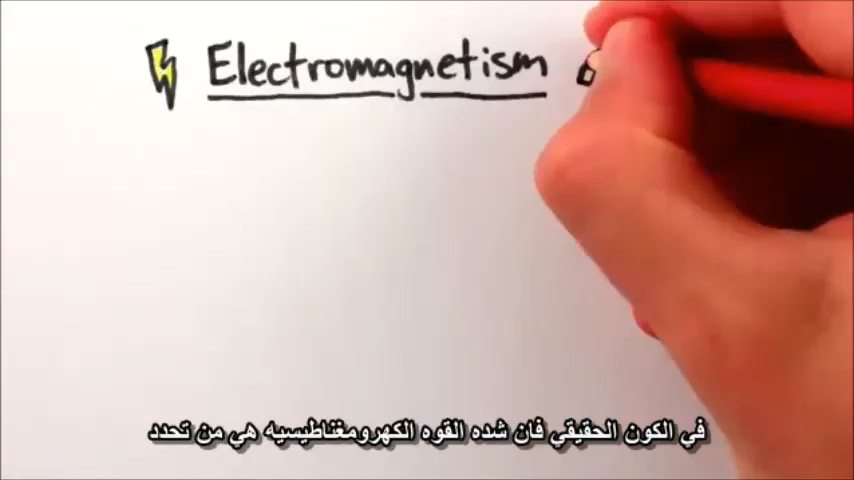 Electromagnetism
في الكون الحقيقي فان شده القوه الكهرومغناطيسيه هي من تحدد